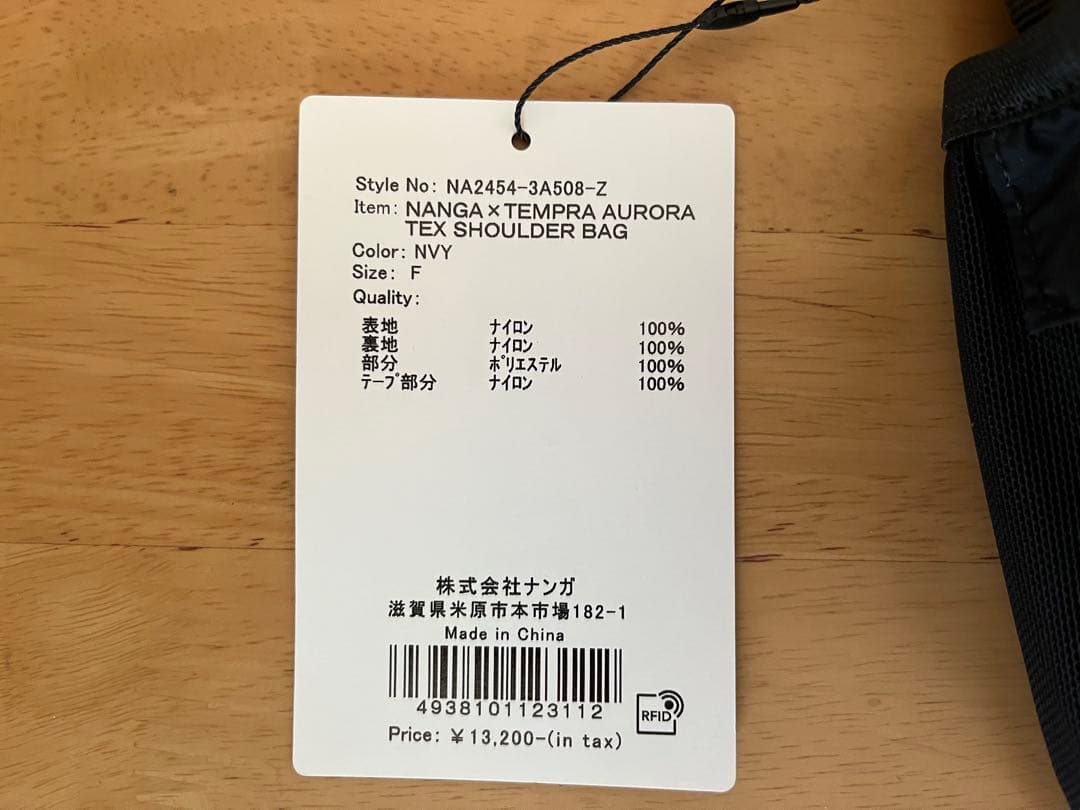 Style No: NA2454-3A508-Z
Item: NANGA×TEMPRA AURORA
TEX SHOULDER BAG
Color: NVY
Size: F
Quality:
表地 ナイロン 100%
裏地 ナイロン 100%
部分 ポリエステル 100%
テープ部分 ナイロン 100%
株式会社ナンガ
滋賀県米原市本市場182-1
Made in China
4938101123112
RFID
Price: ¥13,200-(in tax)